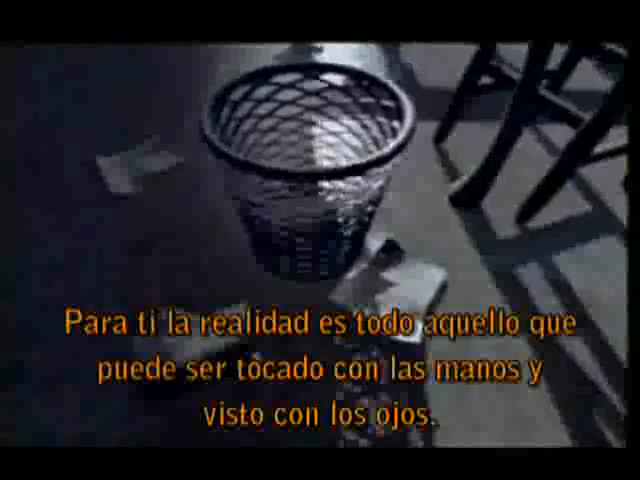 Para ti la realidad es todo aquello que
puede ser tocado con las manos y
visto con los ojos.